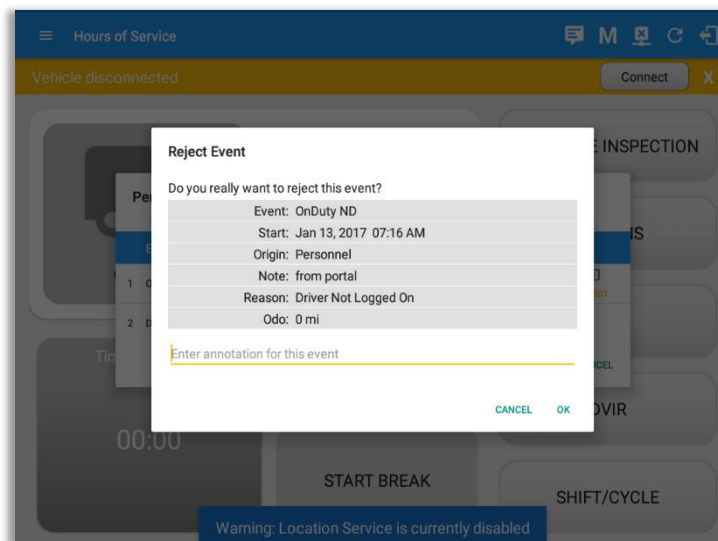 Hours of Service
M
Vehicle disconnected
Connect
X
INSPECTION
Reject Event
Do you really want to reject this event?
Event: OnDuty ND
Start: Jan 13, 2017 07:16 AM
Origin: Personnel
Note: from portal
Reason: Driver Not Logged On
Odo: 0 mi
Enter annotation for this event
CANCEL
OK
1
2
00:00
START BREAK
SHIFT/CYCLE
Warning: Location Service is currently disabled